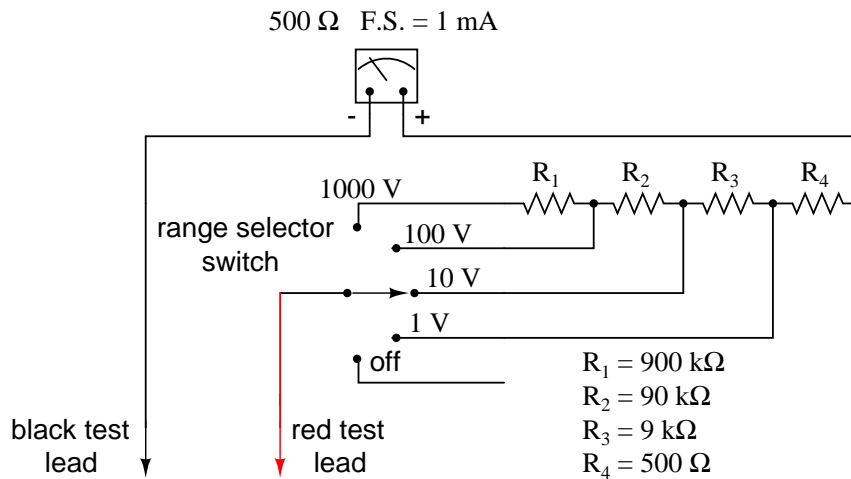 500 Ω F.S. = 1 mA
- +
R₁ R₂ R₃ R₄
1000 V
range selector
switch
100 V
10 V
1 V
off
R₁ = 900 kΩ
R₂ = 90 kΩ
R₃ = 9 kΩ
R₄ = 500 Ω
black test
lead
red test
lead